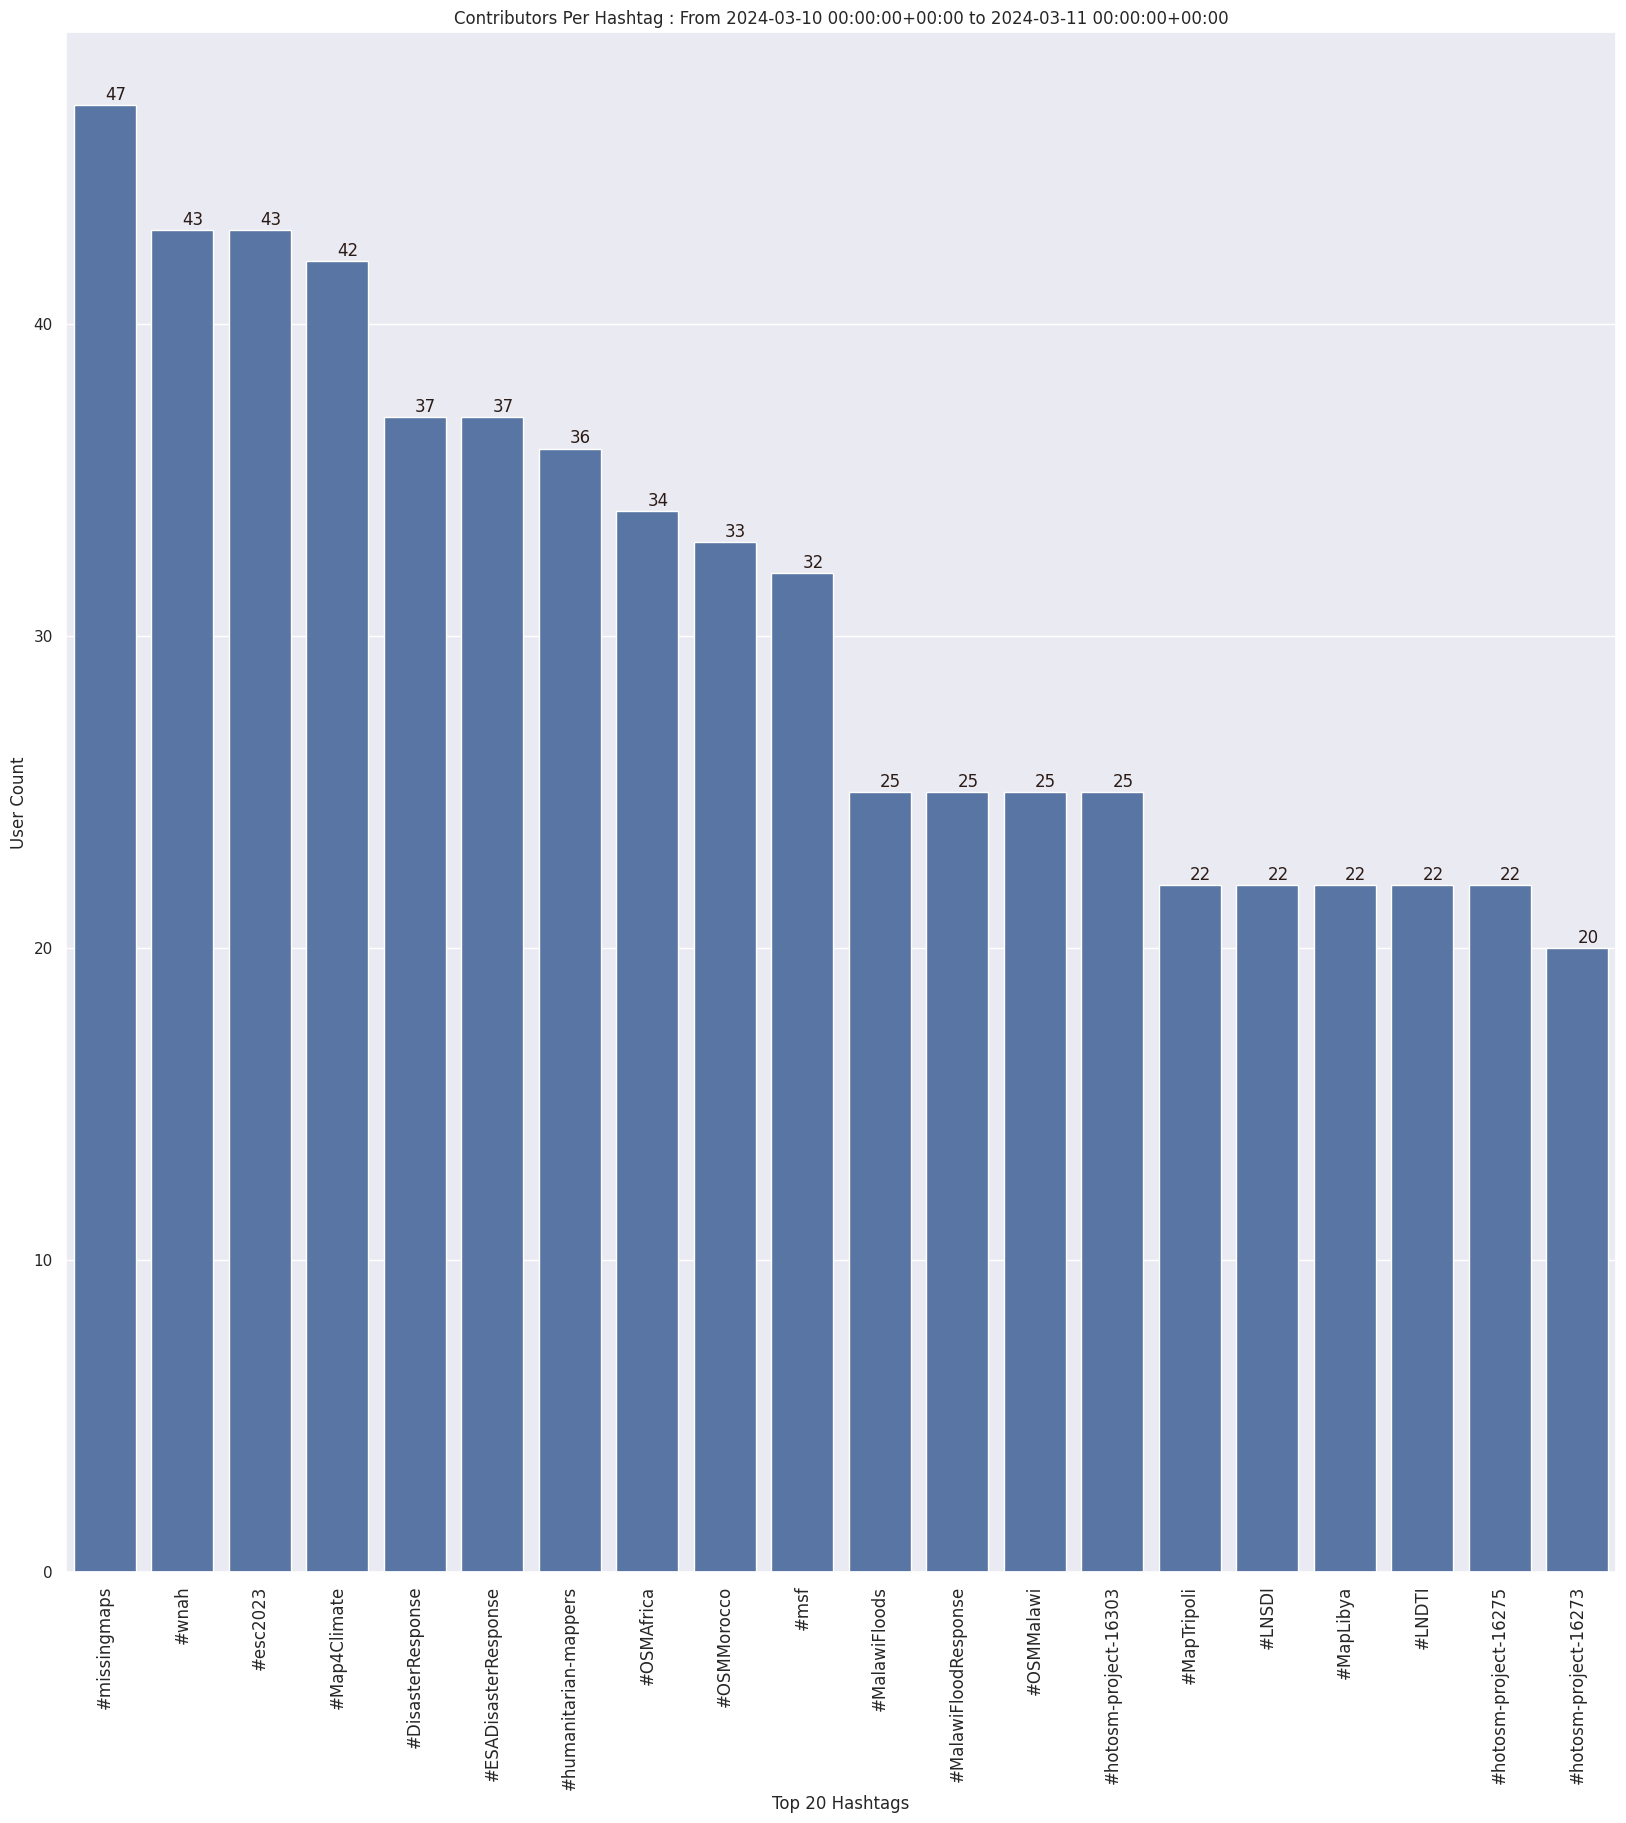 Contributors Per Hashtag : From 2024-03-10 00:00:00+00:00 to 2024-03-11 00:00:00+00:00
47
43
43
42
37
37
36
34
33
32
25
25
25
25
22
22
22
22
22
20
User Count
40
30
20
10
0
#missingmaps
#wnah
#esc2023
#Map4Climate
#DisasterResponse
#ESADisasterResponse
#humanitarian-mappers
#OSMAfrica
#OSMMorocco
#msf
#MalawiFloods
#MalawiFloodResponse
#OSMMalawi
#hotosm-project-16303
#MapTripoli
#LNSDI
#MapLibya
#LNDTI
#hotosm-project-16275
#hotosm-project-16273
Top 20 Hashtags